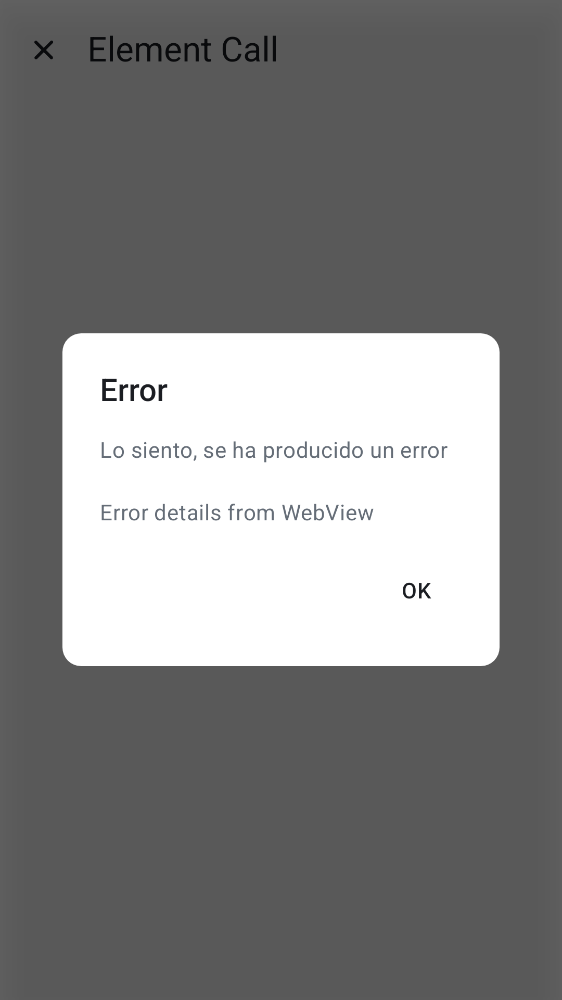 Element Call
Error
Lo siento, se ha producido un error
Error details from WebView
OK